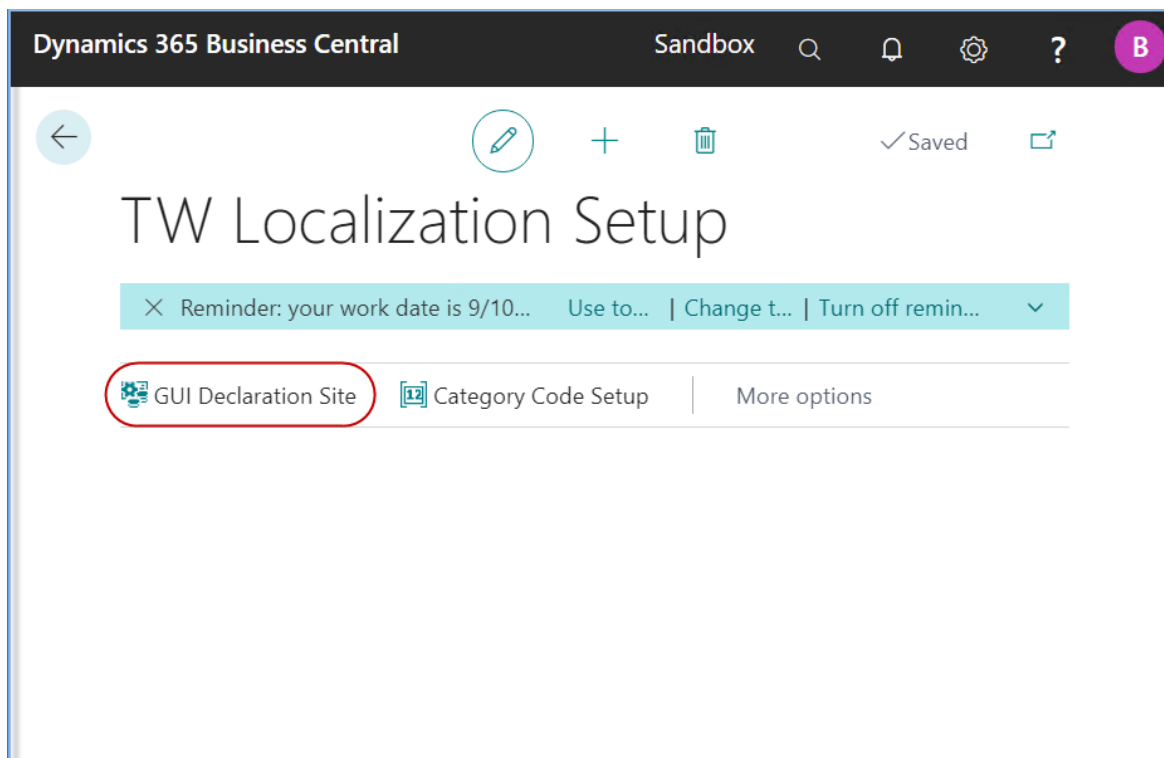 Dynamics 365 Business Central Sandbox ? B
Saved
TW Localization Setup
Reminder: your work date is 9/10... Use to... | Change t... | Turn off remin...
GUI Declaration Site 12 Category Code Setup More options